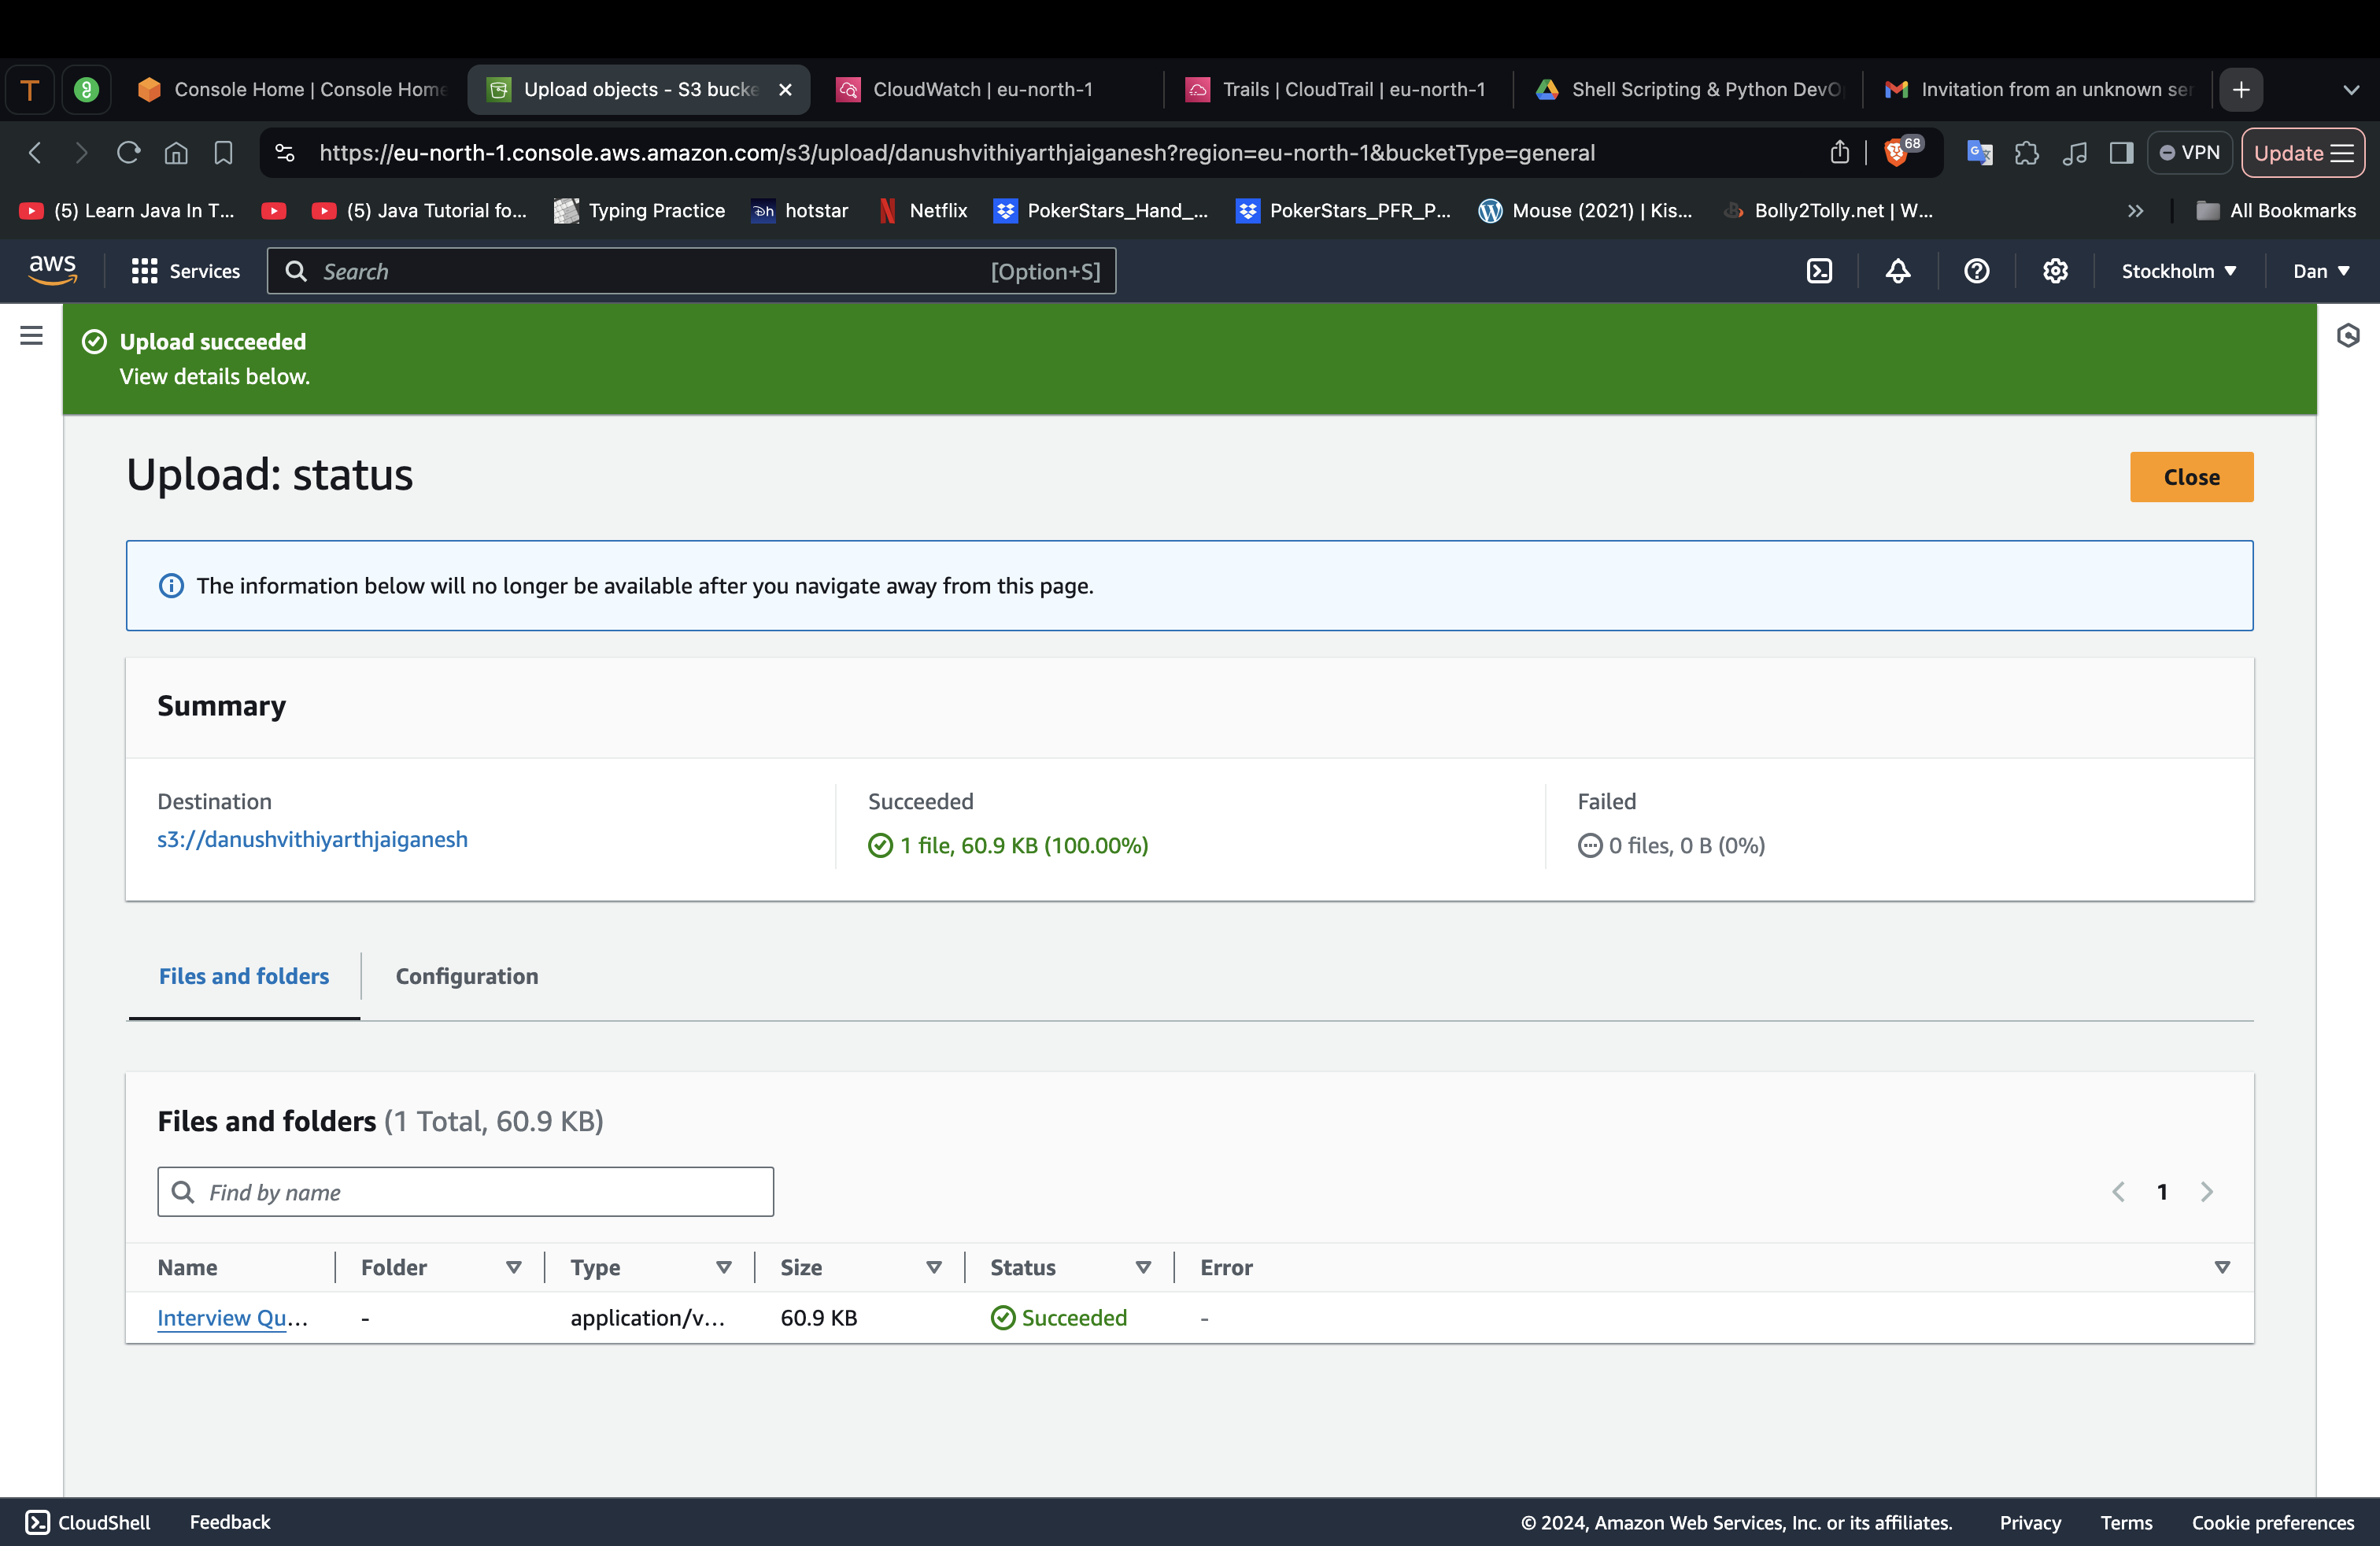 T
Console Home | Console Home
Upload objects - S3 bucke
CloudWatch | eu-north-1
Trails | CloudTrail | eu-north-1
Shell Scripting & Python DevO
Invitation from an unknown ser
https://eu-north-1.console.aws.amazon.com/s3/upload/danushvithiyarthjaiganesh?region=eu-north-1&bucketType=general
68
VPN
Update
(5) Learn Java In T...
(5) Java Tutorial fo...
Typing Practice
hotstar
Netflix
PokerStars_Hand_...
PokerStars_PFR_P...
Mouse (2021) | Kis...
Bolly2Tolly.net | W...
All Bookmarks
aws
Services
Search
[Option+S]
Stockholm
Dan
Upload succeeded
View details below.
Upload: status
Close
The information below will no longer be available after you navigate away from this page.
Summary
Destination
s3://danushvithiyarthjaiganesh
Succeeded
1 file, 60.9 KB (100.00%)
Failed
0 files, 0 B (0%)
Files and folders
Configuration
Files and folders (1 Total, 60.9 KB)
Find by name
1
Name
Folder
Type
Size
Status
Error
Interview Qu...
-
application/v...
60.9 KB
Succeeded
-
CloudShell
Feedback
© 2024, Amazon Web Services, Inc. or its affiliates.
Privacy
Terms
Cookie preferences